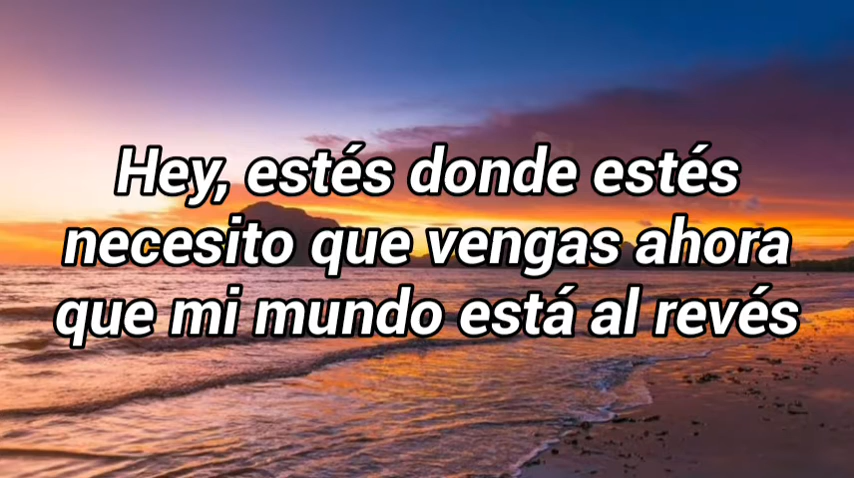 Hey, estés donde estés
necesito que vengas ahora
que mi mundo está al revés